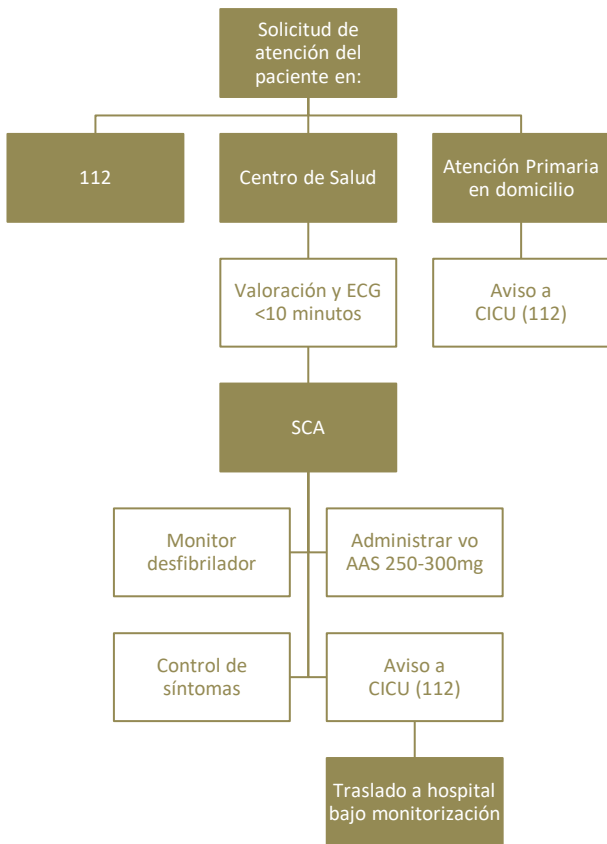 Solicitud de
atención del
paciente en:
112
Centro de Salud
Atención Primaria
en domicilio
Valoración y ECG
<10 minutos
Aviso a
CICU (112)
SCA
Monitor
desfibrilador
Administrar vo
AAS 250-300mg
Control de
síntomas
Aviso a
CICU (112)
Traslado a hospital
bajo monitorización